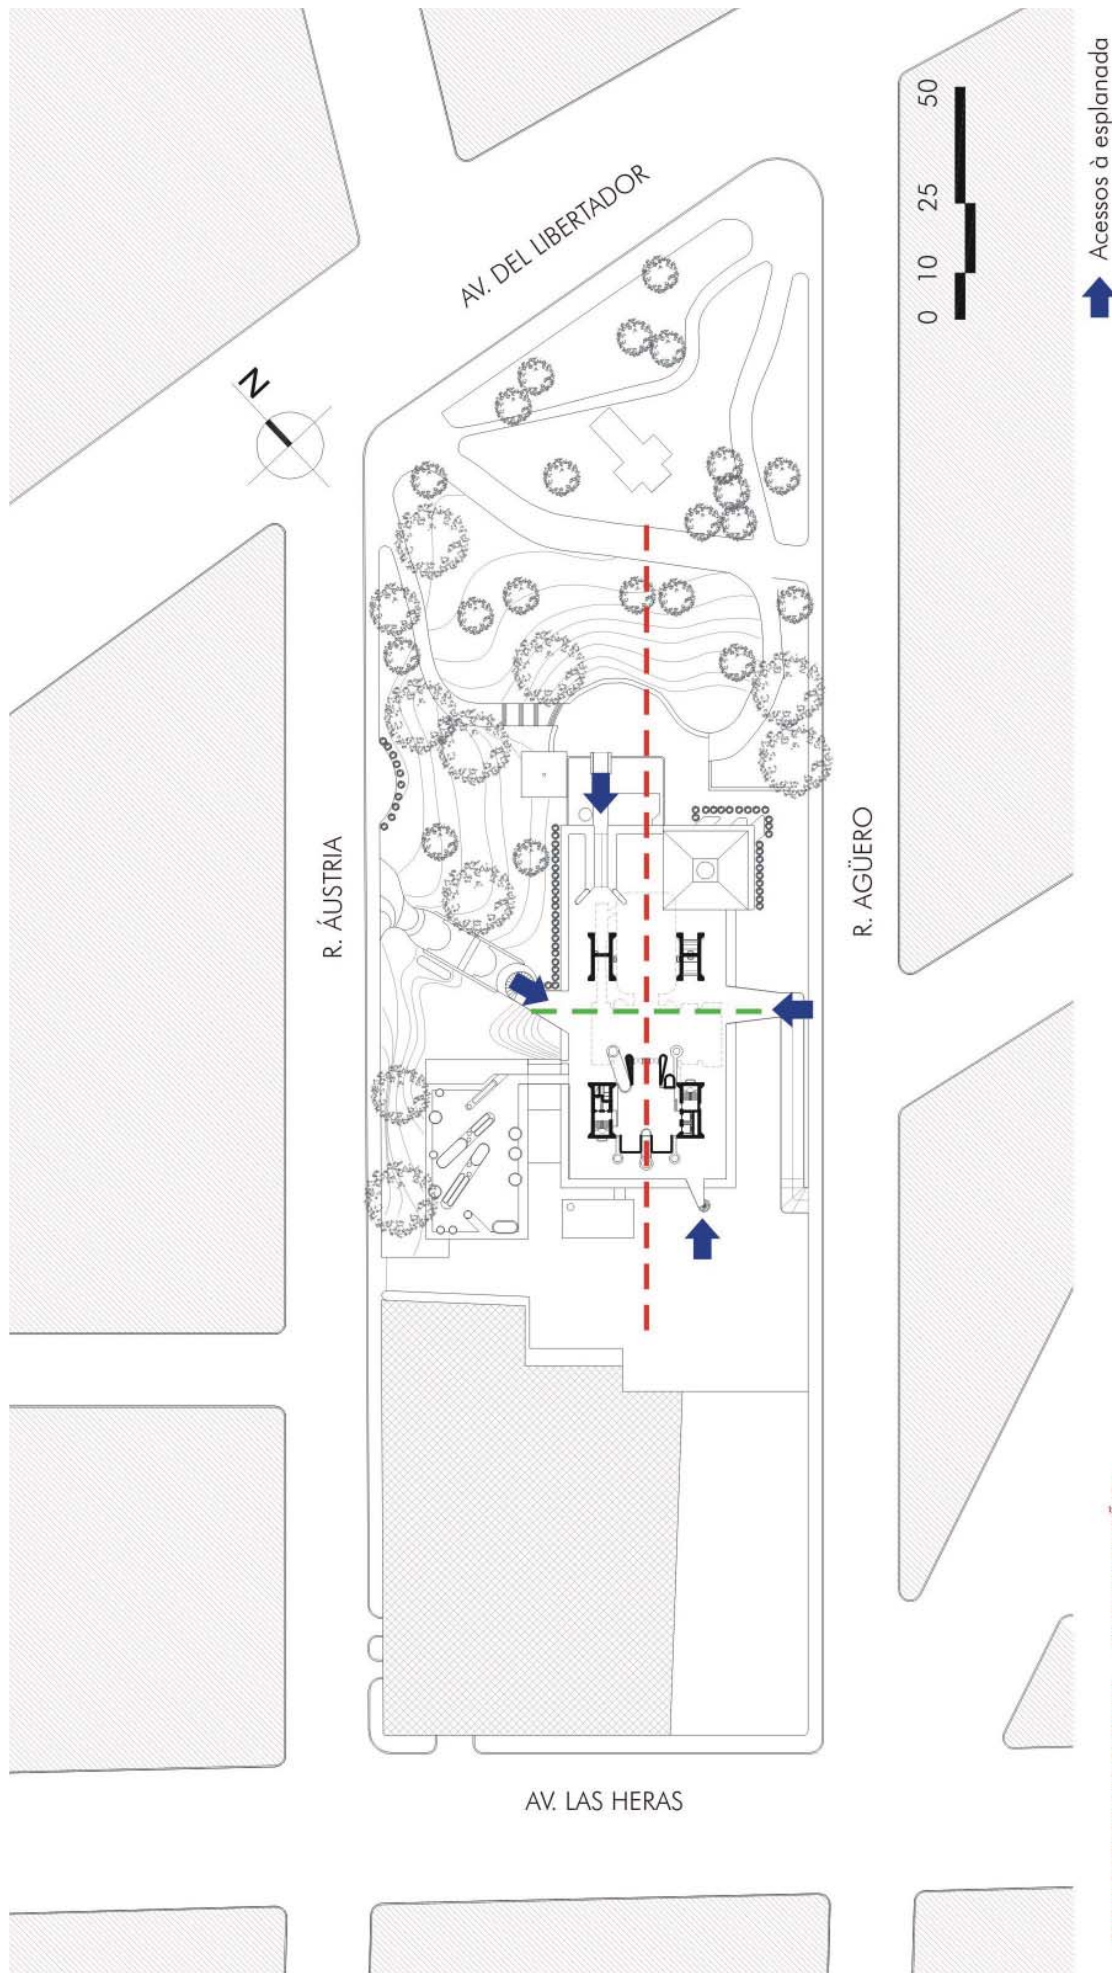 AV. DEL LIBERTADOR
N
R. ÁUSTRIA
R. AGÜERO
AV. LAS HERAS
0 10 25 50
Acessos à esplanada